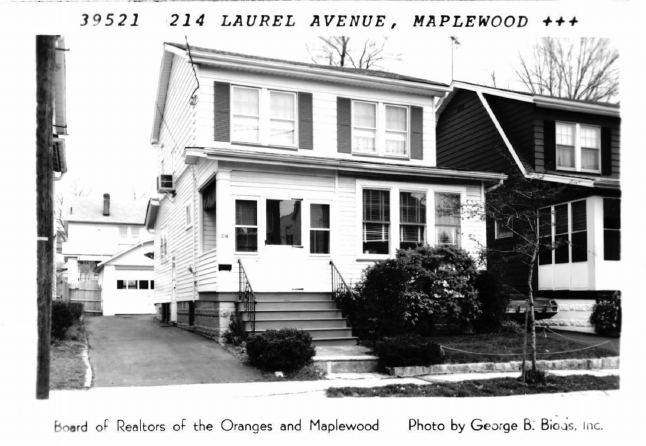 39521 214 LAUREL AVENUE, MAPLEWOOD +++
Board of Realtors of the Oranges and Maplewood Photo by George B. Inc.